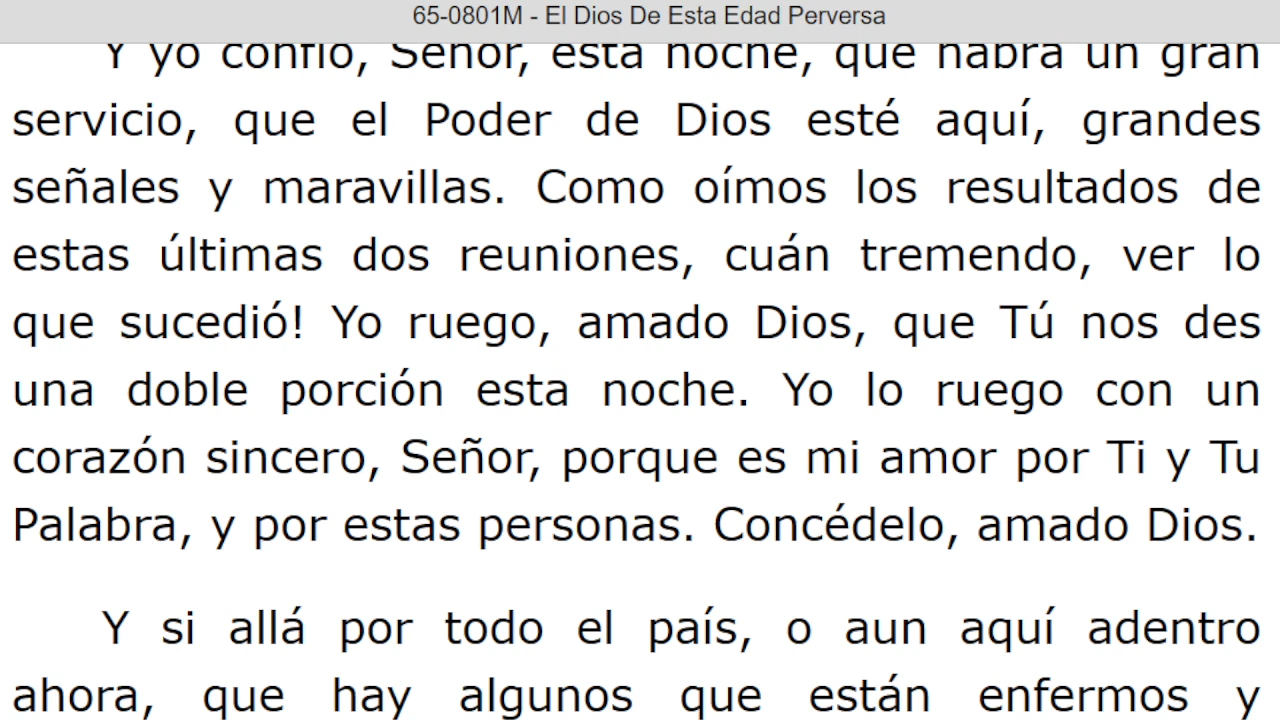 65-0801M - El Dios De Esta Edad Perversa
Y yo confío, Señor, esta noche, que habrá un gran
servicio, que el Poder de Dios esté aquí, grandes
señales y maravillas. Como oímos los resultados de
estas últimas dos reuniones, cuán tremendo, ver lo
que sucedió! Yo ruego, amado Dios, que Tú nos des
una doble porción esta noche. Yo lo ruego con un
corazón sincero, Señor, porque es mi amor por Ti y Tu
Palabra, y por estas personas. Concédelo, amado Dios.
Y si allá por todo el país, o aun aquí adentro
ahora, que hay algunos que están enfermos y